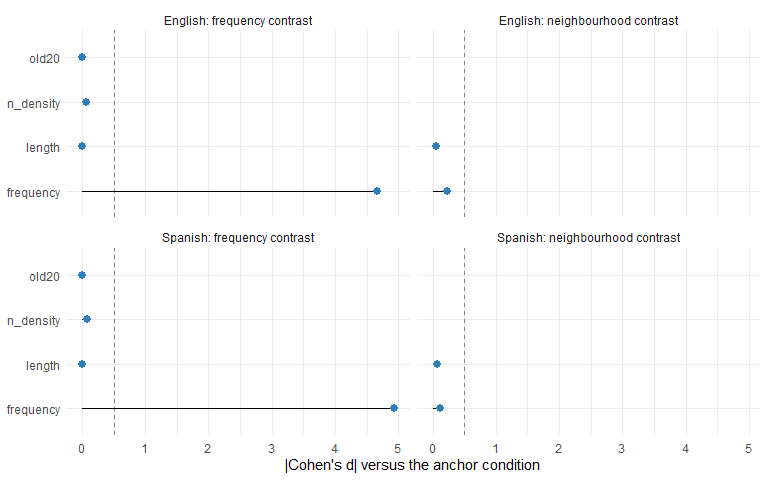 English: frequency contrast
English: neighbourhood contrast
old20
n_density
length
frequency
Spanish: frequency contrast
Spanish: neighbourhood contrast
old20
n_density
length
frequency
0 1 2 3 4 5 0 1 2 3 4 5
|Cohen's d| versus the anchor condition